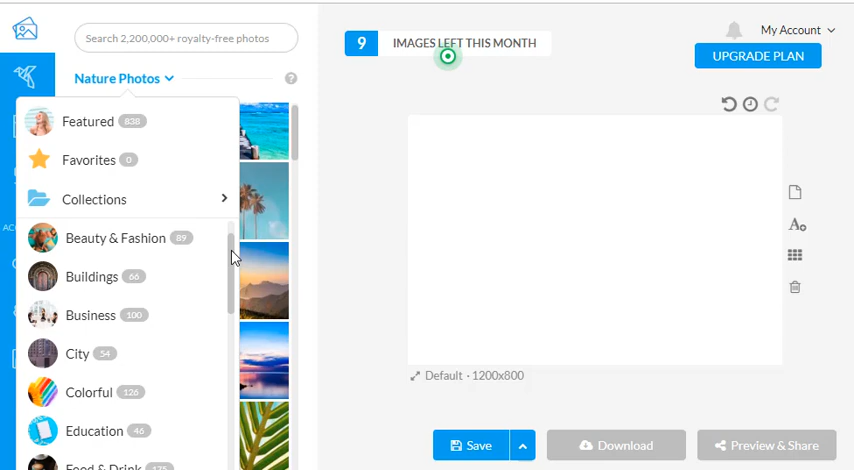 Search 2,200,000+ royalty-free photos
Nature Photos
?
Featured 838
Favorites 0
Collections
Beauty & Fashion 89
Buildings 66
Business 100
City 54
Colorful 126
Education 46
Food & Drink
9 IMAGES LEFT THIS MONTH
My Account
UPGRADE PLAN
Default - 1200x800
Save
Download
Preview & Share